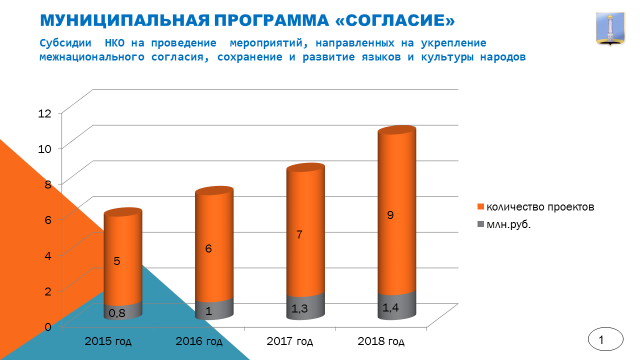 МУНИЦИПАЛЬНАЯ ПРОГРАММА «СОГЛАСИЕ»
Субсидии НКО на проведение мероприятий, направленных на укрепление
межнационального согласия, сохранение и развитие языков и культуры народов
12
10
8
6
4
2
0
5
6
7
9
0,8
1
1,3
1,4
2015 год
2016 год
2017 год
2018 год
количество проектов
млн.руб.
1